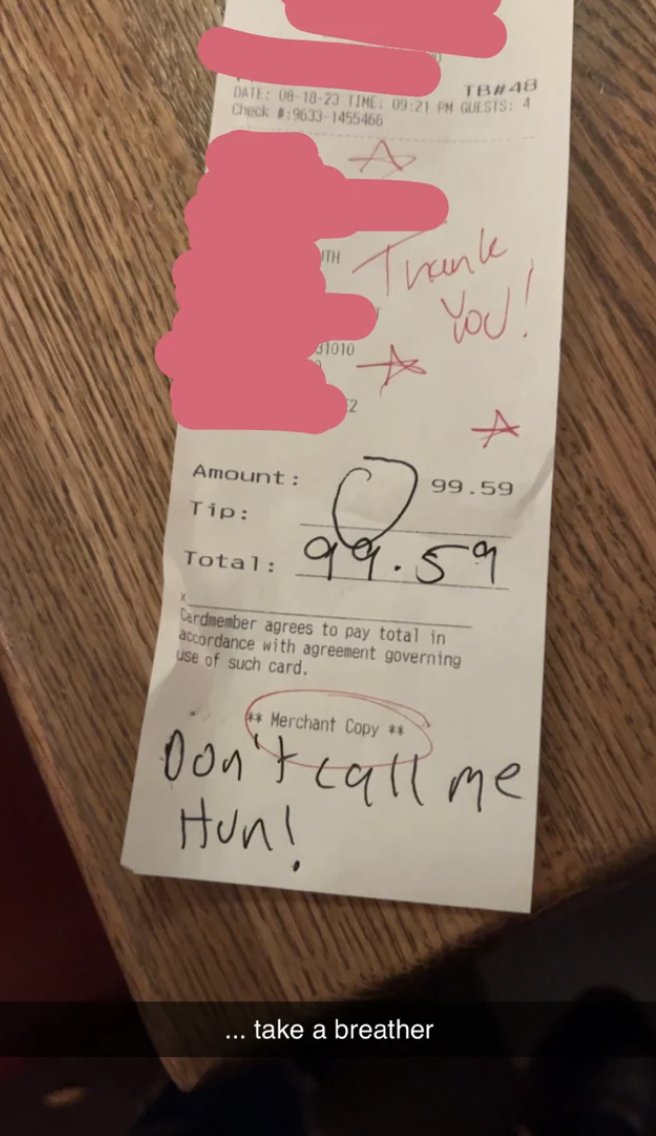 TB#48
DATE: 08-18-23 TIME: 09:21 PM GUESTS: 4
Check #:9633-1455466
ITH
Thank
YOU!
31010
2
Amount: 99.59
Tip: 0
Total: 99.59
x
Cardmember agrees to pay total in
accordance with agreement governing
use of such card.
** Merchant Copy **
Don't call me
Hun!
... take a breather